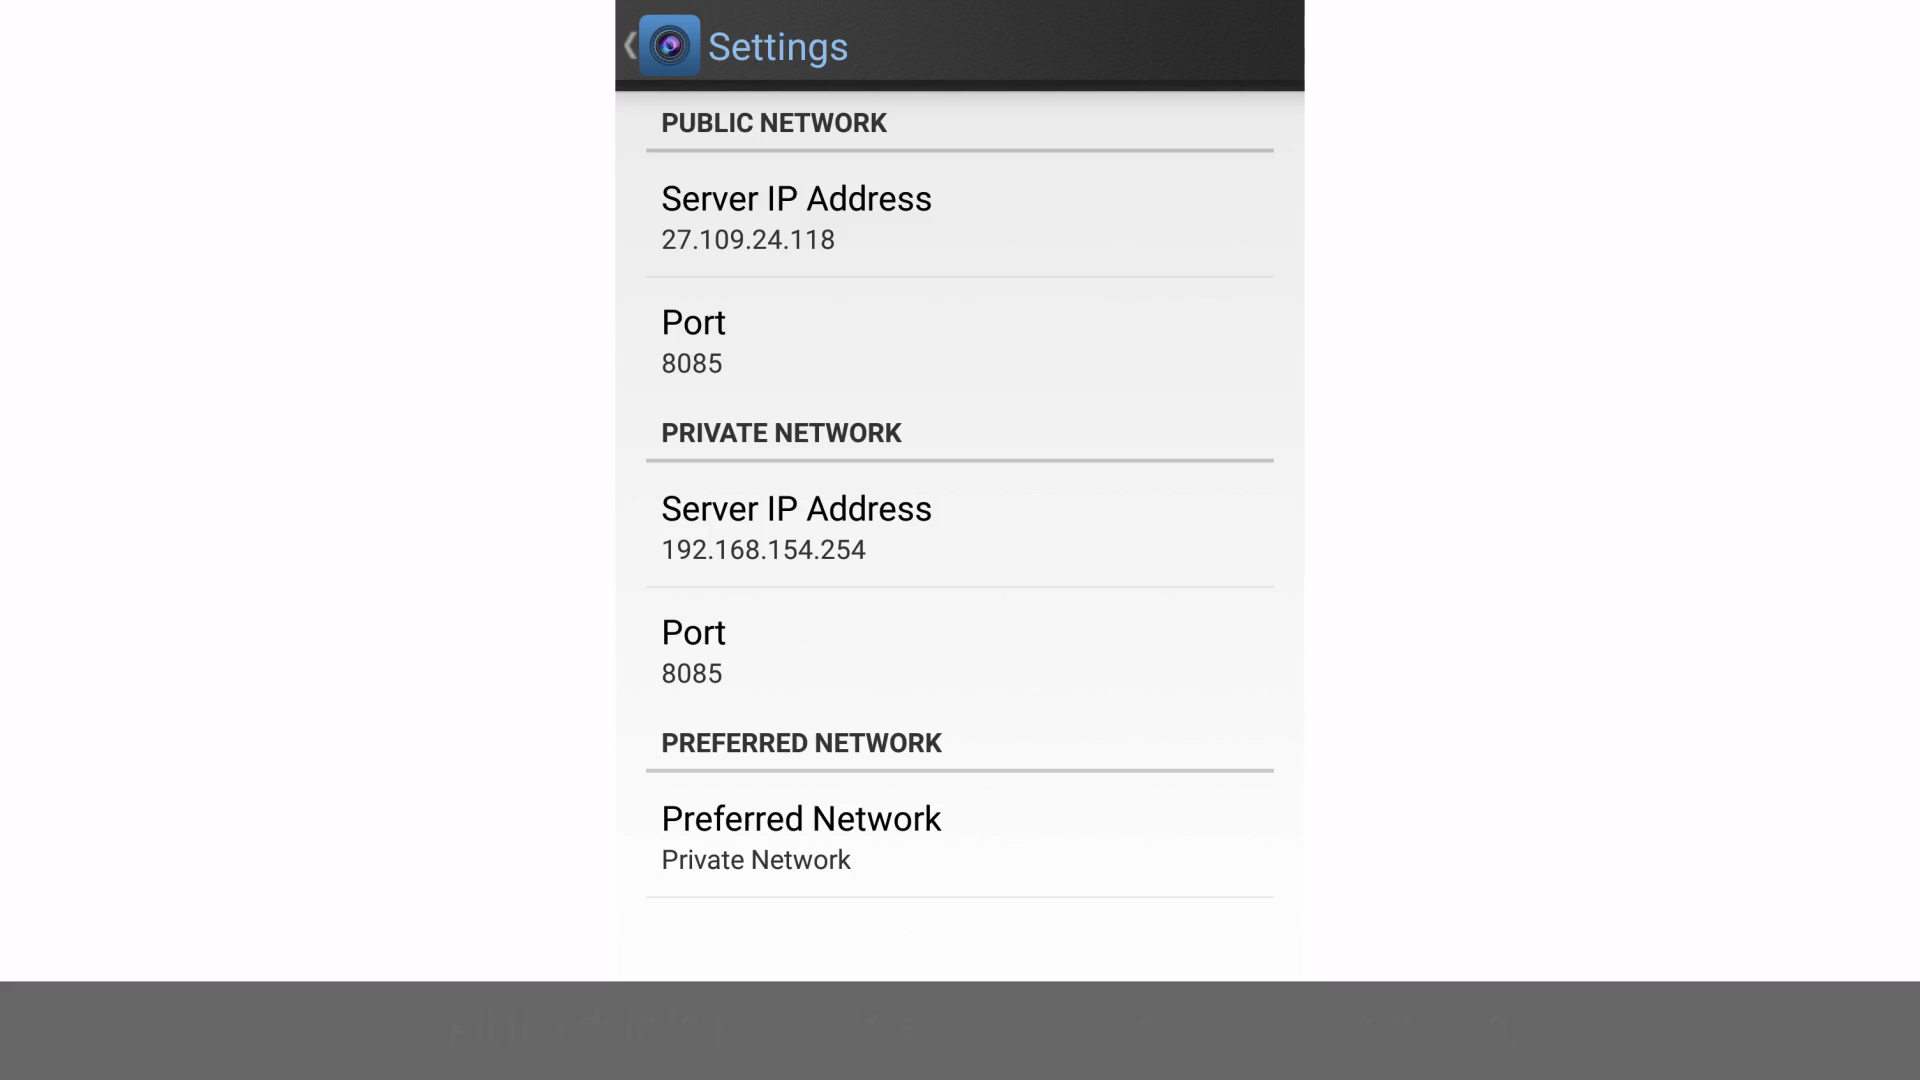 Settings
PUBLIC NETWORK
Server IP Address
27.109.24.118
Port
8085
PRIVATE NETWORK
Server IP Address
192.168.154.254
Port
8085
PREFERRED NETWORK
Preferred Network
Private Network